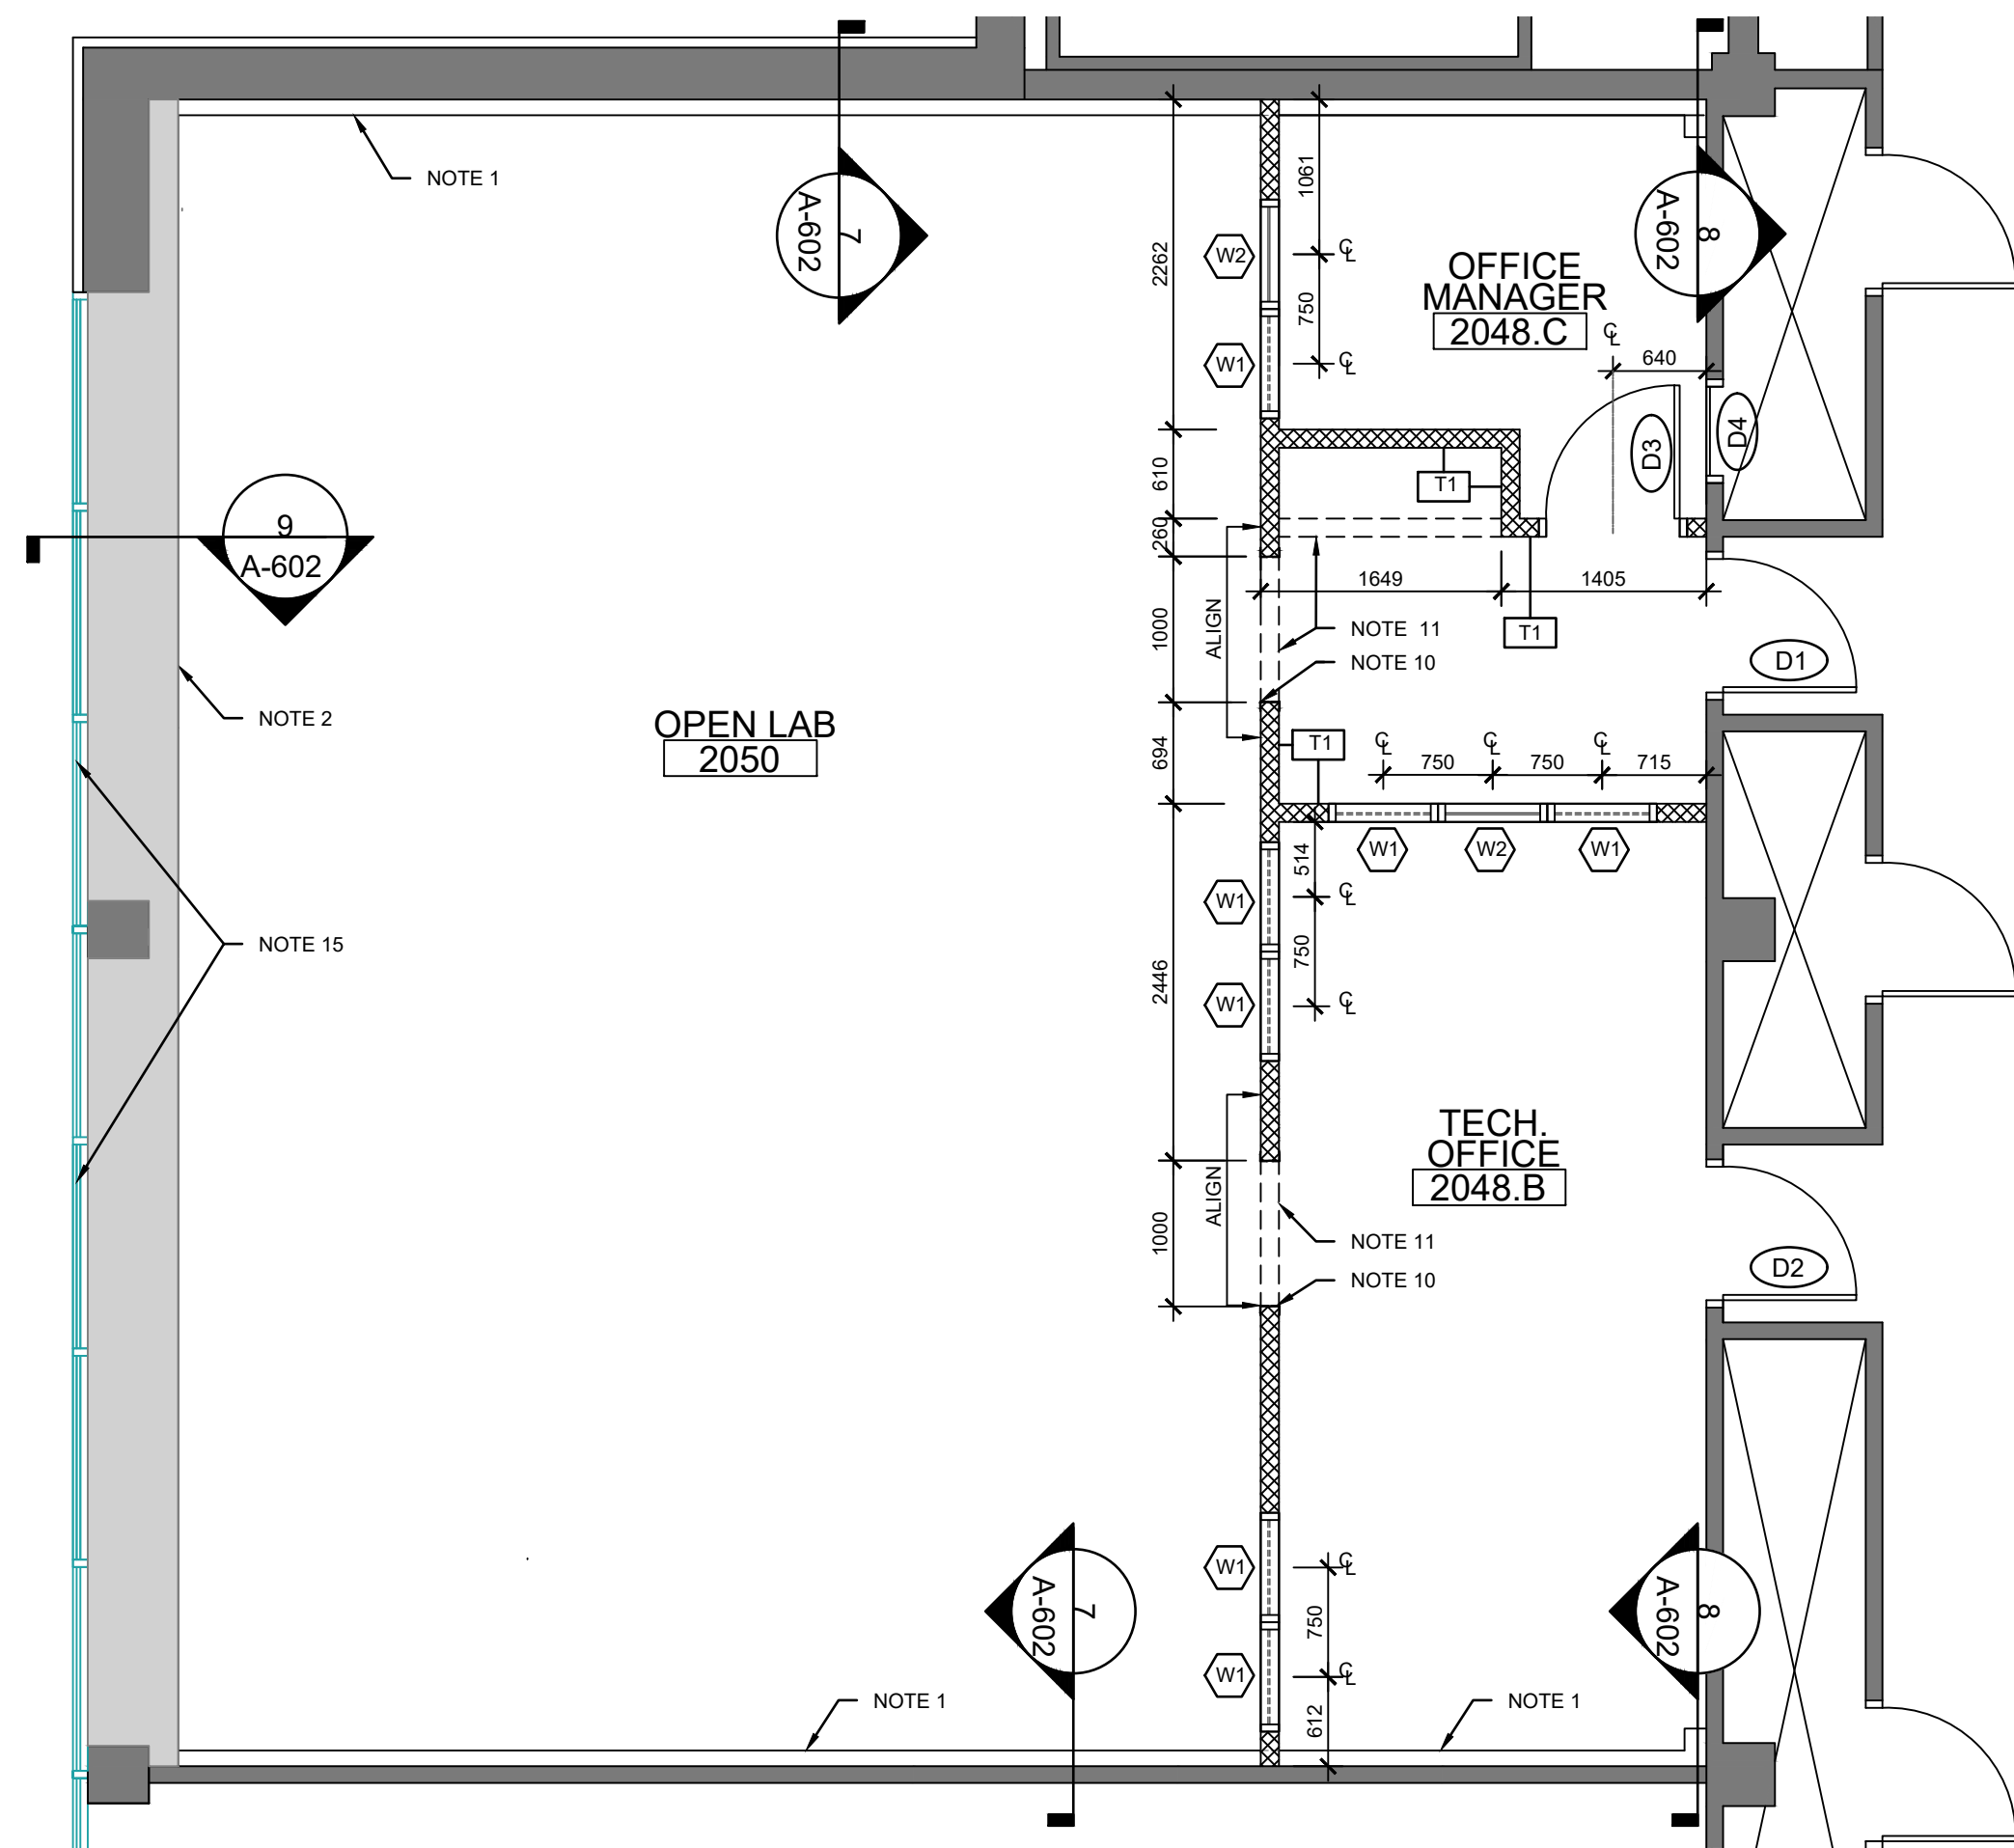 NOTE 1
7
A-602
8
A-602
1061
2262
W2
℄
OFFICE
MANAGER
2048.C
750
℄
640
W1
℄
D3
D4
610
T1
9
A-602
260
1649
1405
ALIGN
1000
NOTE 11
T1
NOTE 10
D1
NOTE 2
OPEN LAB
2050
694
T1
℄
℄
℄
750
750
715
514
W1
W2
W1
W1
℄
NOTE 15
750
2446
W1
℄
TECH.
OFFICE
2048.B
ALIGN
1000
NOTE 11
NOTE 10
D2
W1
℄
7
A-602
750
8
A-602
W1
℄
NOTE 1
612
NOTE 1